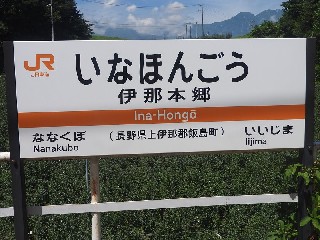 JR
JR東海
いなほんごう
伊那本郷
Ina-Hongō
ななくぼ
Nanakubo
（長野県上伊那郡飯島町）
いいじま
Iijima